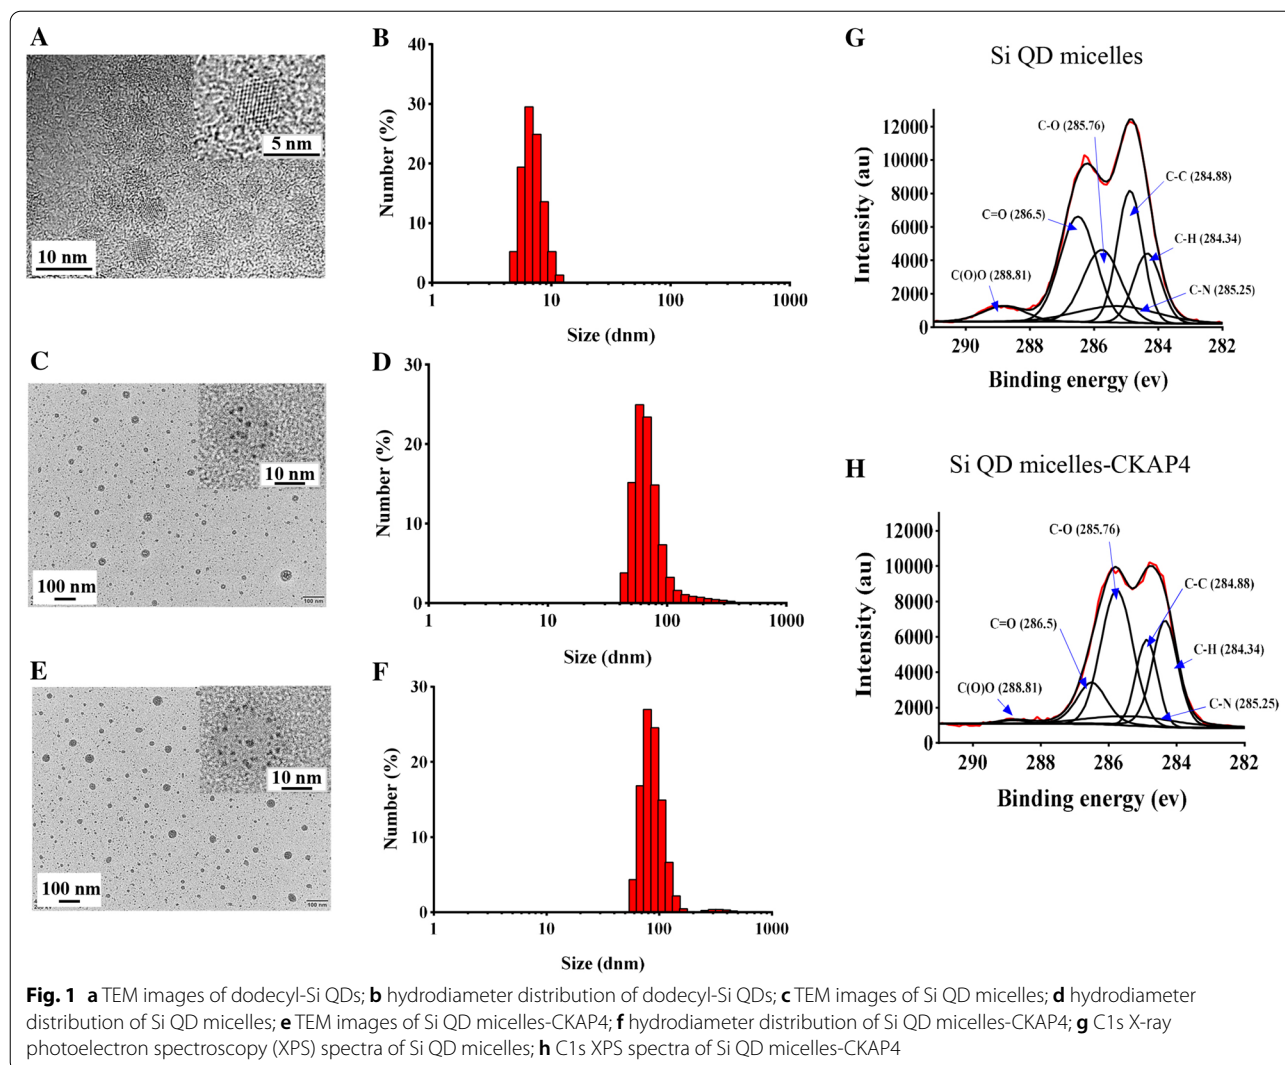 A
5 nm
10 nm
B
40
30
20
10
0
Number (%)
1
10
100
1000
Size (dnm)
C
10 nm
100 nm
100 nm
D
30
20
10
0
Number (%)
1
10
100
1000
Size (dnm)
E
10 nm
100 nm
100 nm
F
30
20
10
0
Number (%)
1
10
100
1000
Size (dnm)
G
Si QD micelles
12000
10000
8000
6000
4000
2000
0
Intensity (au)
C-O (285.76)
C-C (284.88)
C=O (286.5)
C-H (284.34)
C(O)O (288.81)
C-N (285.25)
290
288
286
284
282
Binding energy (ev)
H
Si QD micelles-CKAP4
12000
10000
8000
6000
4000
2000
0
Intensity (au)
C-O (285.76)
C-C (284.88)
C=O (286.5)
C-H (284.34)
C(O)O (288.81)
C-N (285.25)
290
288
286
284
282
Binding energy (ev)
Fig. 1 a TEM images of dodecyl-Si QDs; b hydrodiameter distribution of dodecyl-Si QDs; c TEM images of Si QD micelles; d hydrodiameter
distribution of Si QD micelles; e TEM images of Si QD micelles-CKAP4; f hydrodiameter distribution of Si QD micelles-CKAP4; g C1s X-ray
photoelectron spectroscopy (XPS) spectra of Si QD micelles; h C1s XPS spectra of Si QD micelles-CKAP4